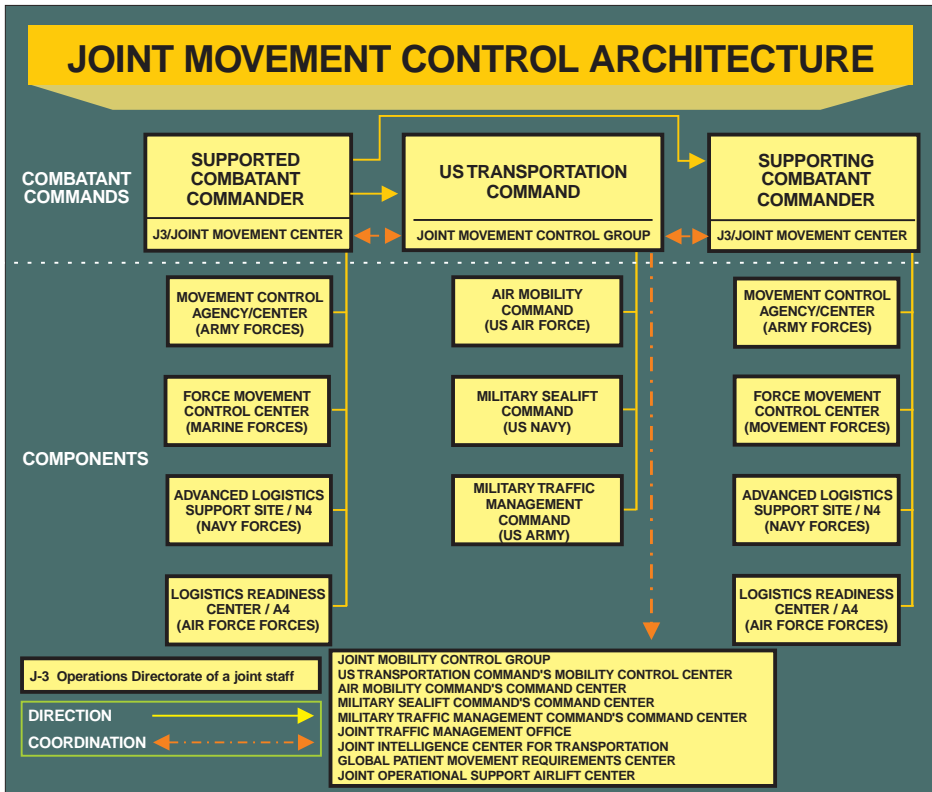 JOINT MOVEMENT CONTROL ARCHITECTURE
COMBATANT
COMMANDS
SUPPORTED
COMBATANT
COMMANDER
J3/JOINT MOVEMENT CENTER
US TRANSPORTATION
COMMAND
JOINT MOVEMENT CONTROL GROUP
SUPPORTING
COMBATANT
COMMANDER
J3/JOINT MOVEMENT CENTER
COMPONENTS
MOVEMENT CONTROL
AGENCY/CENTER
(ARMY FORCES)
FORCE MOVEMENT
CONTROL CENTER
(MARINE FORCES)
ADVANCED LOGISTICS
SUPPORT SITE / N4
(NAVY FORCES)
LOGISTICS READINESS
CENTER / A4
(AIR FORCE FORCES)
AIR MOBILITY
COMMAND
(US AIR FORCE)
MILITARY SEALIFT
COMMAND
(US NAVY)
MILITARY TRAFFIC
MANAGEMENT
COMMAND
(US ARMY)
MOVEMENT CONTROL
AGENCY/CENTER
(ARMY FORCES)
FORCE MOVEMENT
CONTROL CENTER
(MOVEMENT FORCES)
ADVANCED LOGISTICS
SUPPORT SITE / N4
(NAVY FORCES)
LOGISTICS READINESS
CENTER / A4
(AIR FORCE FORCES)
J-3 Operations Directorate of a joint staff
DIRECTION
COORDINATION
JOINT MOBILITY CONTROL GROUP
US TRANSPORTATION COMMAND'S MOBILITY CONTROL CENTER
AIR MOBILITY COMMAND'S COMMAND CENTER
MILITARY SEALIFT COMMAND'S COMMAND CENTER
MILITARY TRAFFIC MANAGEMENT COMMAND'S COMMAND CENTER
JOINT TRAFFIC MANAGEMENT OFFICE
JOINT INTELLIGENCE CENTER FOR TRANSPORTATION
GLOBAL PATIENT MOVEMENT REQUIREMENTS CENTER
JOINT OPERATIONAL SUPPORT AIRLIFT CENTER